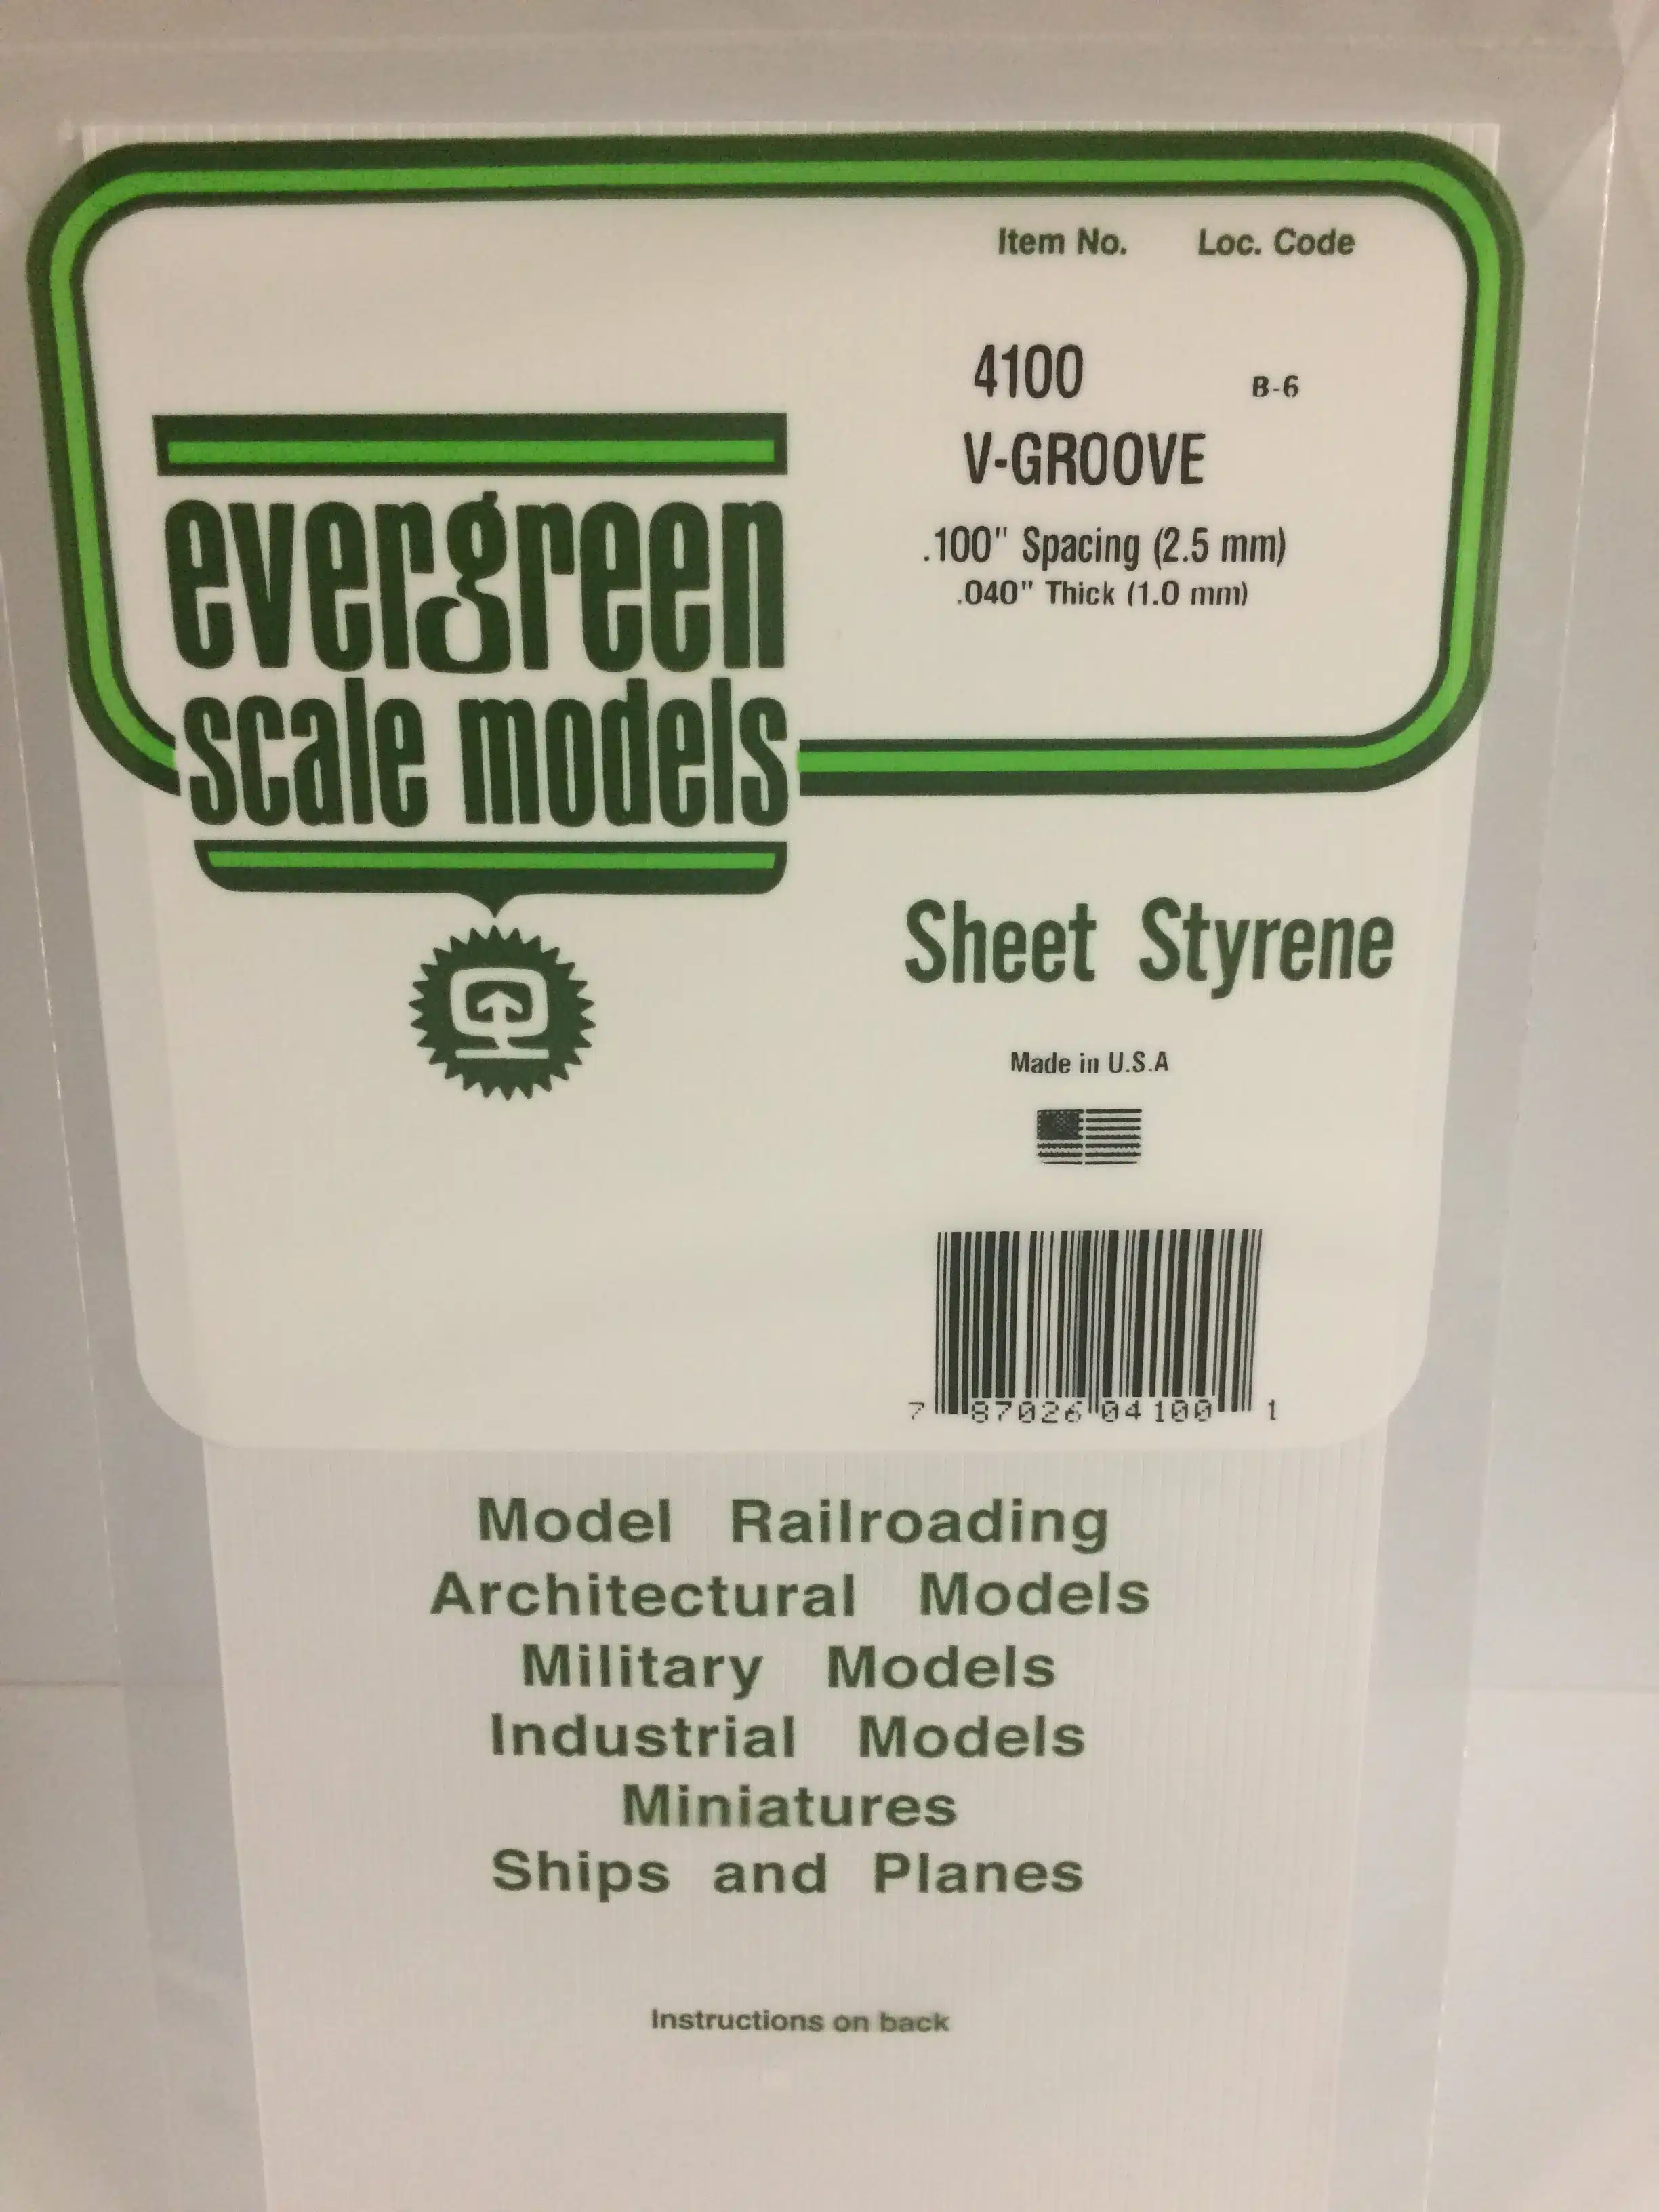 Item No. Loc. Code
4100 B-6
V-GROOVE
.100" Spacing (2.5 mm)
.040" Thick (1.0 mm)
evergreen
scale models
Sheet Styrene
Made in U.S.A
7 87026 04100 1
Model Railroading
Architectural Models
Military Models
Industrial Models
Miniatures
Ships and Planes
Instructions on back